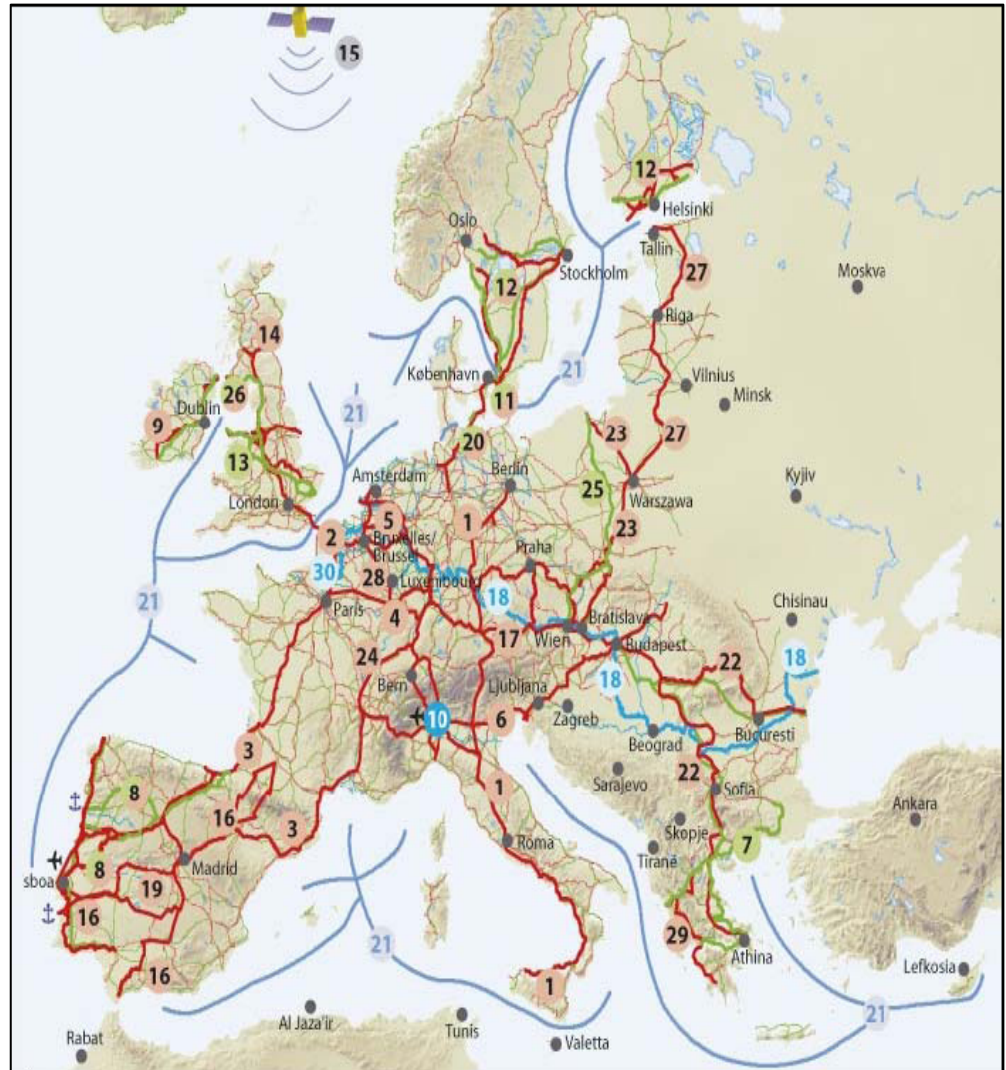 15
12
Helsinki
Oslo
Tallin
Stockholm
27
Moskva
12
Riga
14
21
København
Vilnius
11
Minsk
26
21
9
Dublin
20
23
27
13
Amsterdam
Berlin
25
Warszawa
Kyjiv
London
5
1
23
2
Bruxelles/
Brussel
Praha
30
28
Luxembourg
18
Paris
4
Chisinau
21
17
Wien
Bratislava
Budapest
24
22
18
Bern
Ljubljana
18
10
6
Zagreb
Bucuresti
Beograd
3
8
1
Sarajevo
22
Sofia
16
3
Skopje
Ankara
8
Madrid
Roma
Tiranë
7
sboa
19
16
29
21
Athina
16
1
Lefkosia
21
Al Jaza'ir
Tunis
Rabat
Valetta